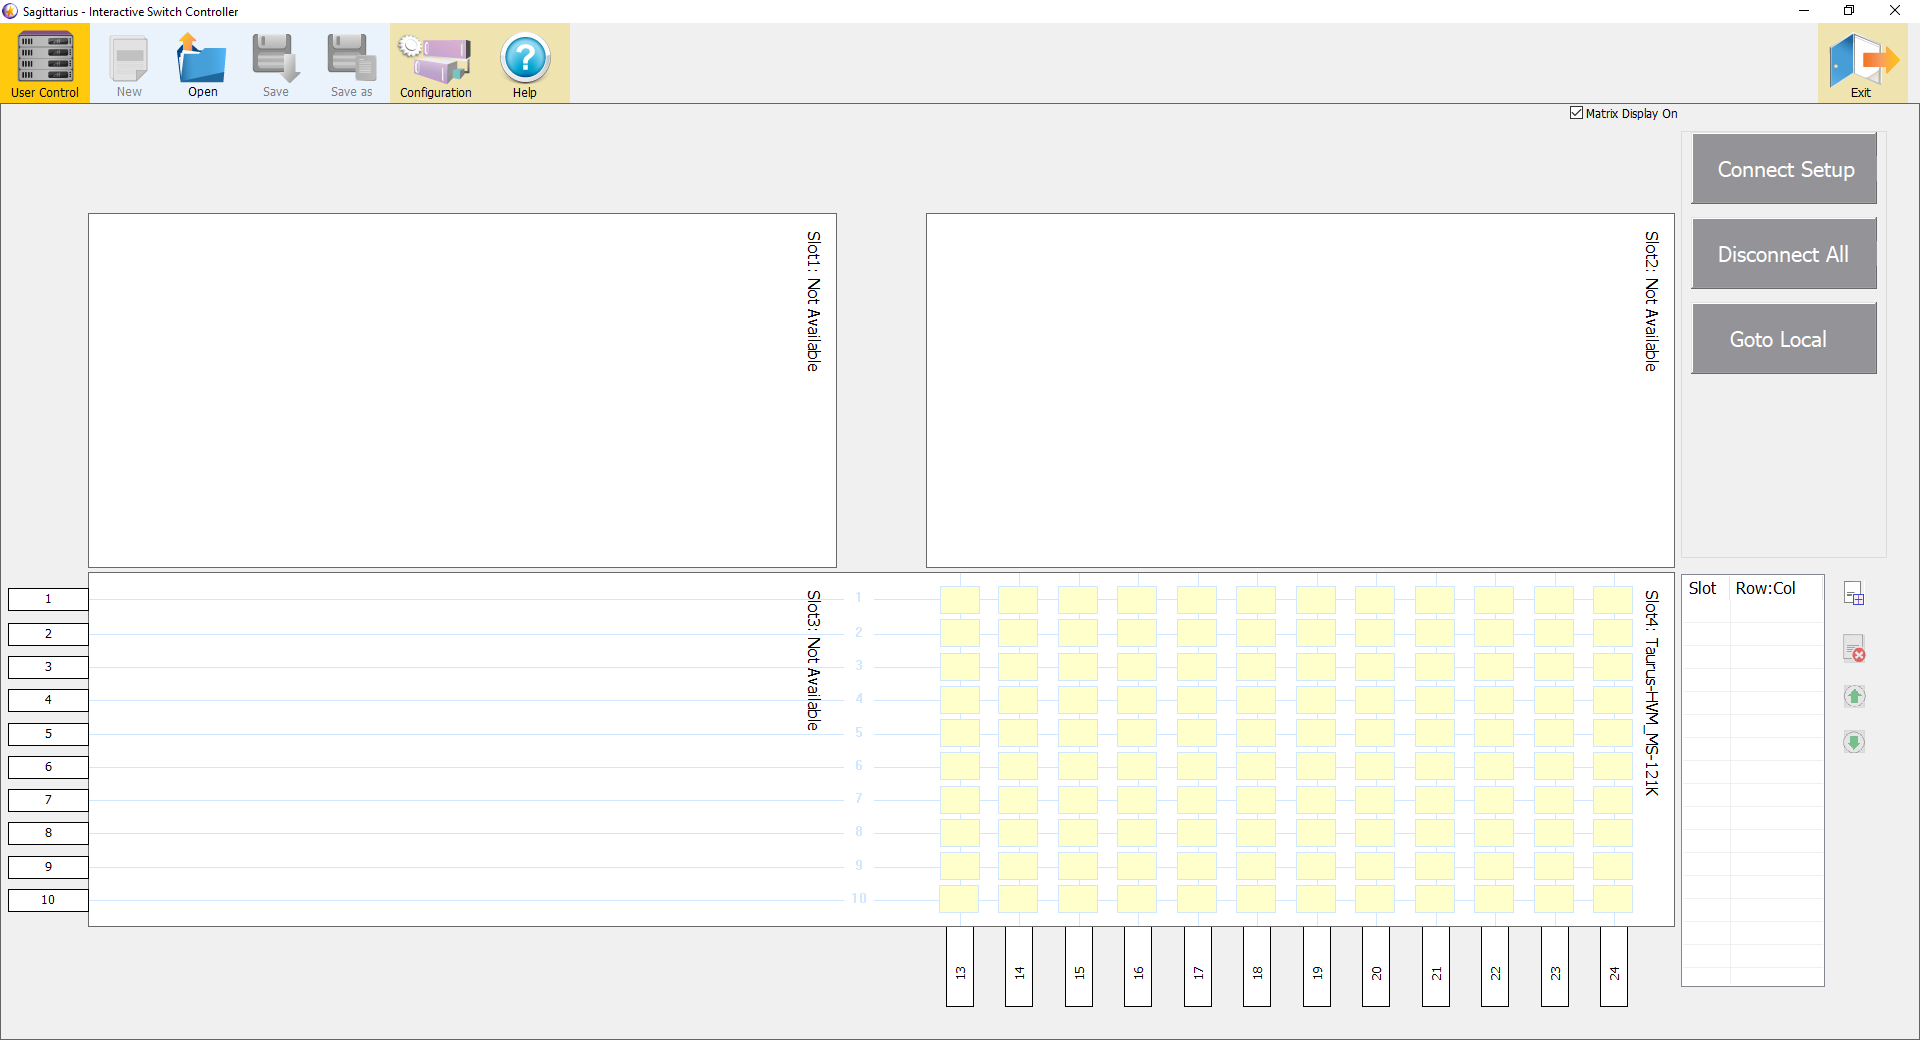 Sagittarius - Interactive Switch Controller
User Control
New
Open
Save
Save as
Configuration
Help
Exit
Matrix Display On
Connect Setup
Disconnect All
Goto Local
Slot1: Not Available
Slot2: Not Available
Slot3: Not Available
Slot4: Taurus-HVM_MS-121K
1
2
3
4
5
6
7
8
9
10
1
2
3
4
5
6
7
8
9
10
13 14 15 16 17 18 19 20 21 22 23 24
Slot Row:Col